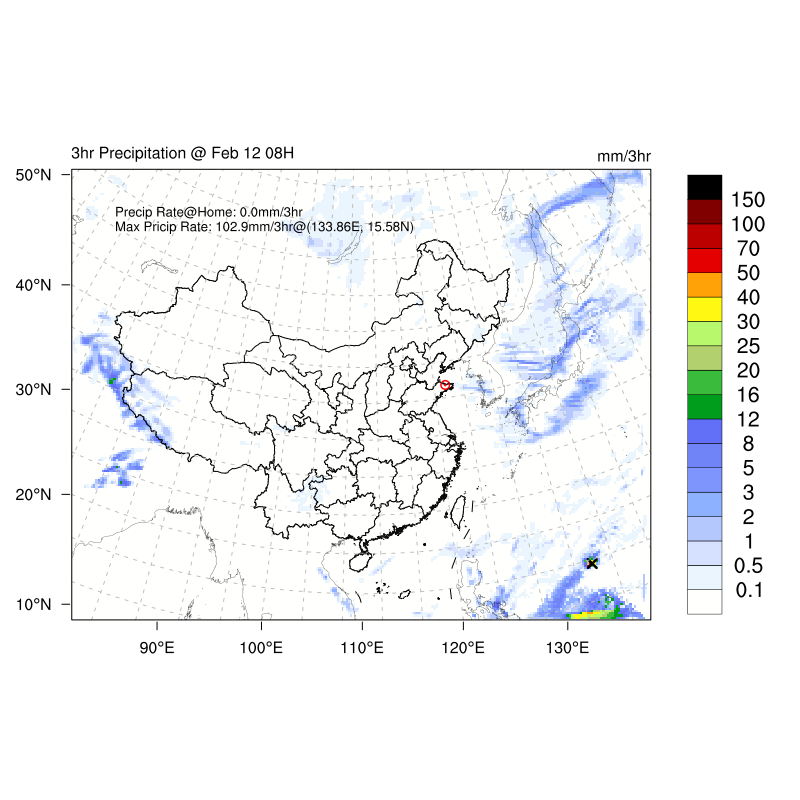 3hr Precipitation @ Feb 12 08H
mm/3hr
Precip Rate@Home: 0.0mm/3hr
Max Pricip Rate: 102.9mm/3hr@(133.86E, 15.58N)
50°N
40°N
30°N
20°N
10°N
90°E
100°E
110°E
120°E
130°E
150
100
70
50
40
30
25
20
16
12
8
5
3
2
1
0.5
0.1